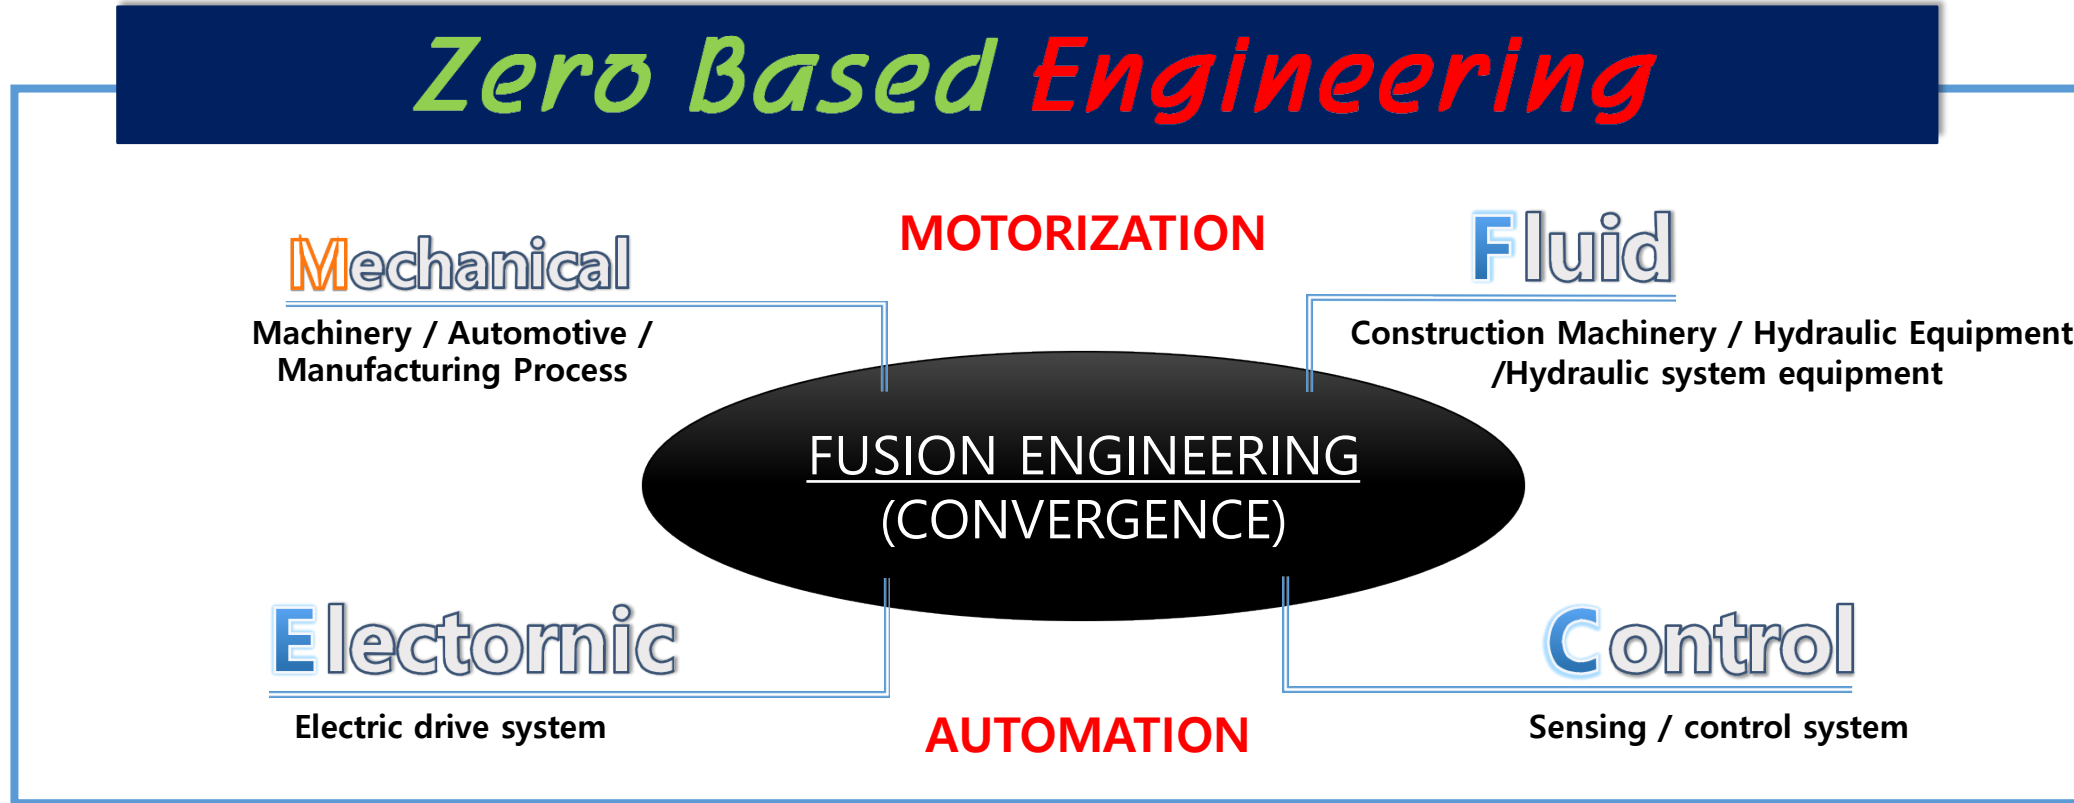 Zero Based Engineering
MOTORIZATION
Mechanical
Machinery / Automotive /
Manufacturing Process
Fluid
Construction Machinery / Hydraulic Equipment
/Hydraulic system equipment
FUSION ENGINEERING
(CONVERGENCE)
Electornic
Electric drive system
Control
Sensing / control system
AUTOMATION